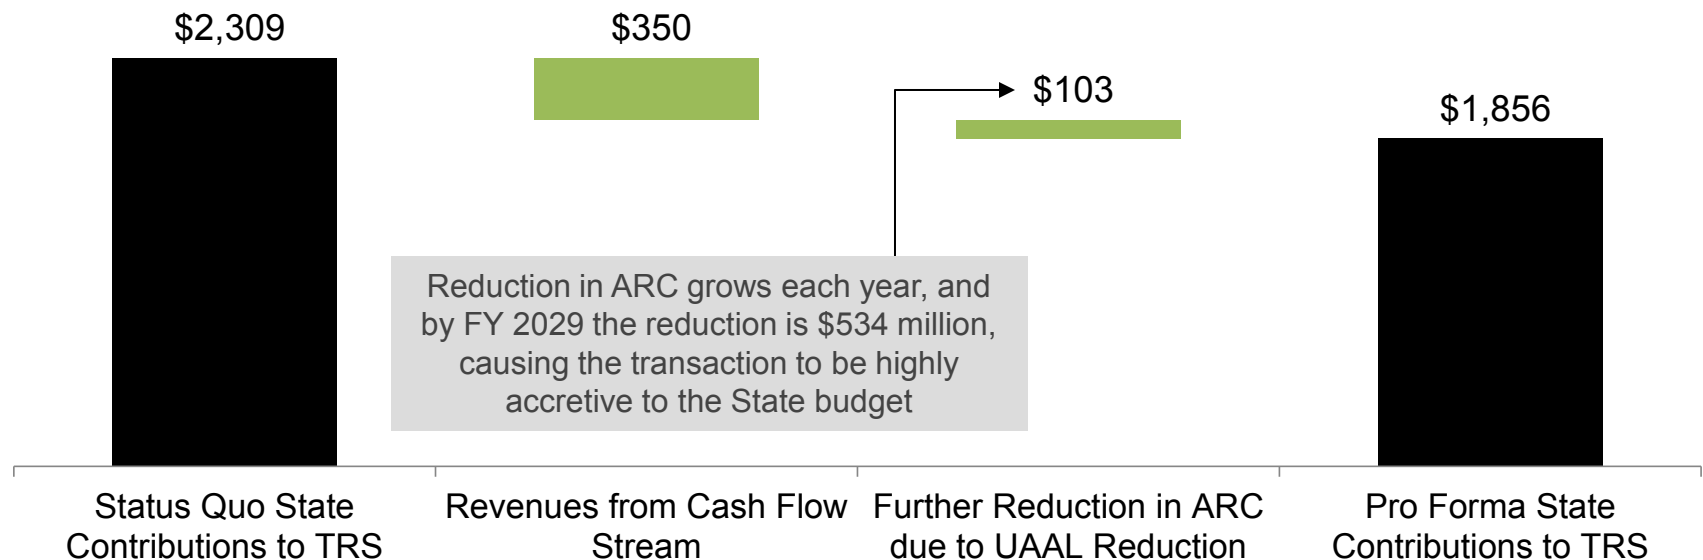 $2,309
$350
$103
$1,856
Reduction in ARC grows each year, and
by FY 2029 the reduction is $534 million,
causing the transaction to be highly
accretive to the State budget
Status Quo State
Contributions to TRS
Revenues from Cash Flow
Stream
Further Reduction in ARC
due to UAAL Reduction
Pro Forma State
Contributions to TRS